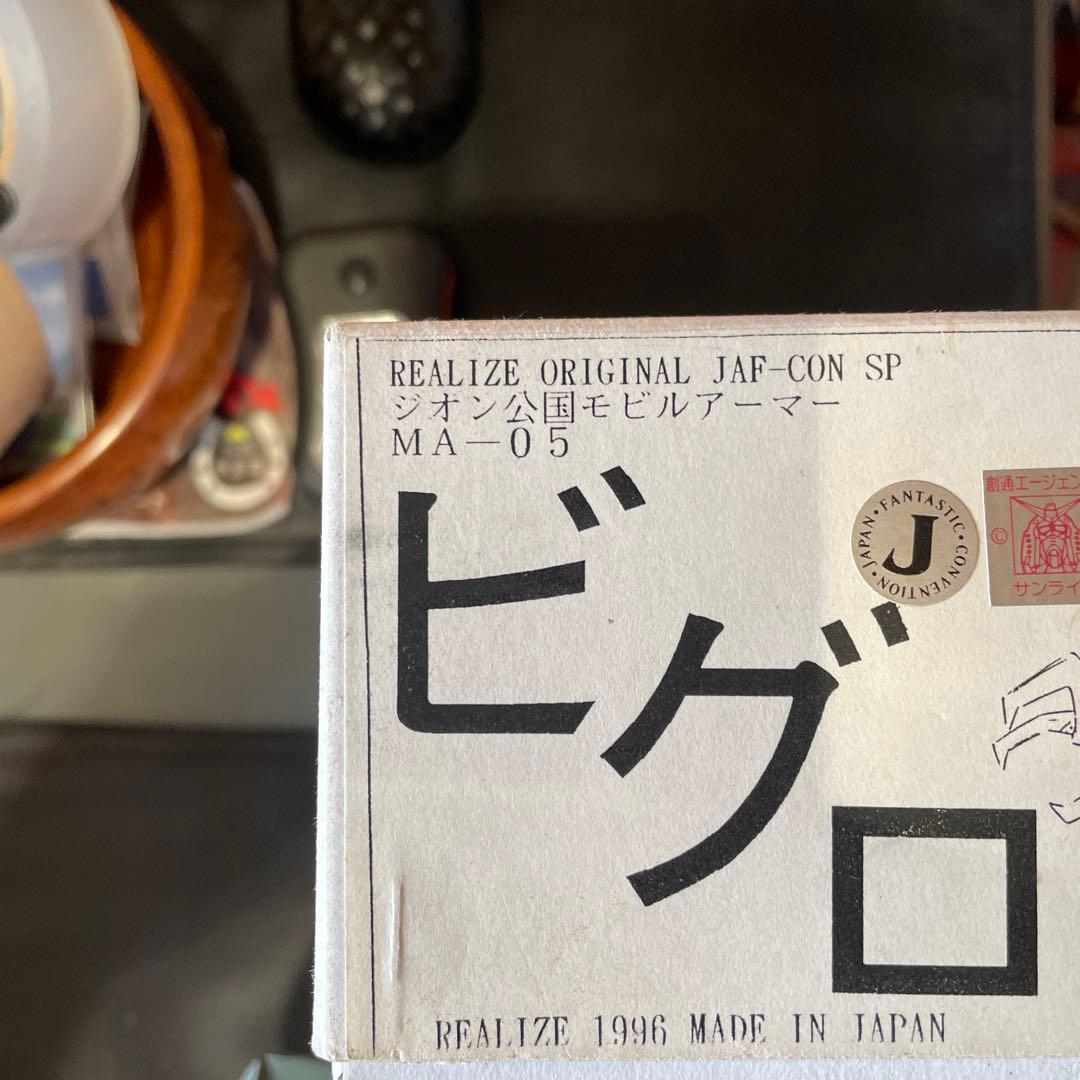 REALIZE ORIGINAL JAF-CON SP
ジオン公国モビルアーマー
MA-05
ビグロ
JAPAN・FANTASTIC・CONVENTION・
J
創通エージェン
©
サンライ
REALIZE 1996 MADE IN JAPAN